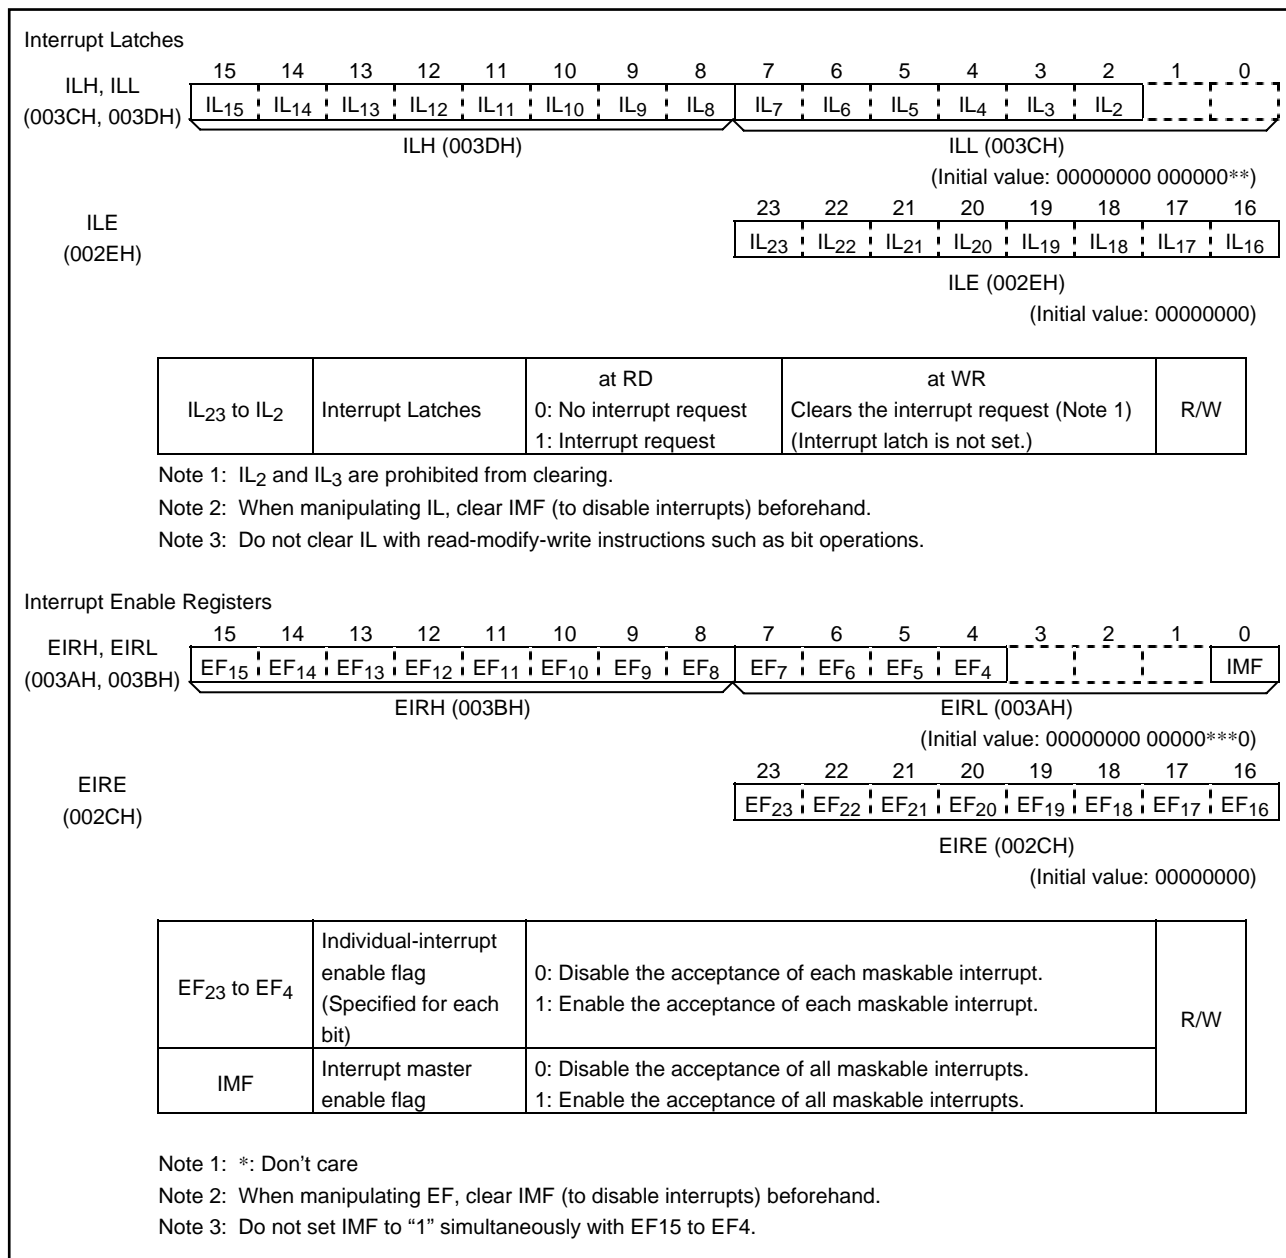 Interrupt Latches
15 14 13 12 11 10 9 8 7 6 5 4 3 2 1 0
ILH, ILL
(003CH, 003DH)
IL15 IL14 IL13 IL12 IL11 IL10 IL9 IL8 IL7 IL6 IL5 IL4 IL3 IL2
ILH (003DH) ILL (003CH)
(Initial value: 00000000 000000**)
23 22 21 20 19 18 17 16
ILE
(002EH)
IL23 IL22 IL21 IL20 IL19 IL18 IL17 IL16
ILE (002EH)
(Initial value: 00000000)
at RD at WR
IL23 to IL2 Interrupt Latches 0: No interrupt request Clears the interrupt request (Note 1) R/W
1: Interrupt request (Interrupt latch is not set.)
Note 1: IL2 and IL3 are prohibited from clearing.
Note 2: When manipulating IL, clear IMF (to disable interrupts) beforehand.
Note 3: Do not clear IL with read-modify-write instructions such as bit operations.
Interrupt Enable Registers
15 14 13 12 11 10 9 8 7 6 5 4 3 2 1 0
EIRH, EIRL
(003AH, 003BH)
EF15 EF14 EF13 EF12 EF11 EF10 EF9 EF8 EF7 EF6 EF5 EF4 IMF
EIRH (003BH) EIRL (003AH)
(Initial value: 00000000 00000***0)
23 22 21 20 19 18 17 16
EIRE
(002CH)
EF23 EF22 EF21 EF20 EF19 EF18 EF17 EF16
EIRE (002CH)
(Initial value: 00000000)
EF23 to EF4
Individual-interrupt
enable flag
(Specified for each
bit)
0: Disable the acceptance of each maskable interrupt.
1: Enable the acceptance of each maskable interrupt.
R/W
IMF
Interrupt master
enable flag
0: Disable the acceptance of all maskable interrupts.
1: Enable the acceptance of all maskable interrupts.
Note 1: *: Don’t care
Note 2: When manipulating EF, clear IMF (to disable interrupts) beforehand.
Note 3: Do not set IMF to “1” simultaneously with EF15 to EF4.